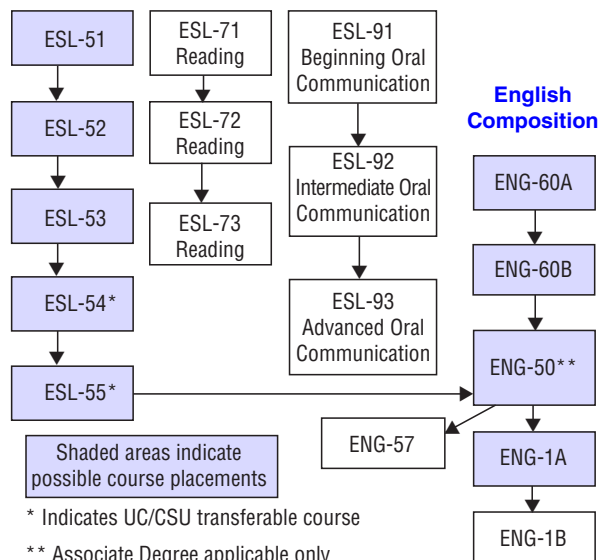 ESL-51
ESL-52
ESL-53
ESL-54*
ESL-55*
ESL-71
Reading
ESL-72
Reading
ESL-73
Reading
ESL-91
Beginning Oral
Communication
ESL-92
Intermediate Oral
Communication
ESL-93
Advanced Oral
Communication
English
Composition
ENG-60A
ENG-60B
ENG-50**
ENG-57
ENG-1A
ENG-1B
Shaded areas indicate
possible course placements
* Indicates UC/CSU transferable course
** Associate Degree applicable only